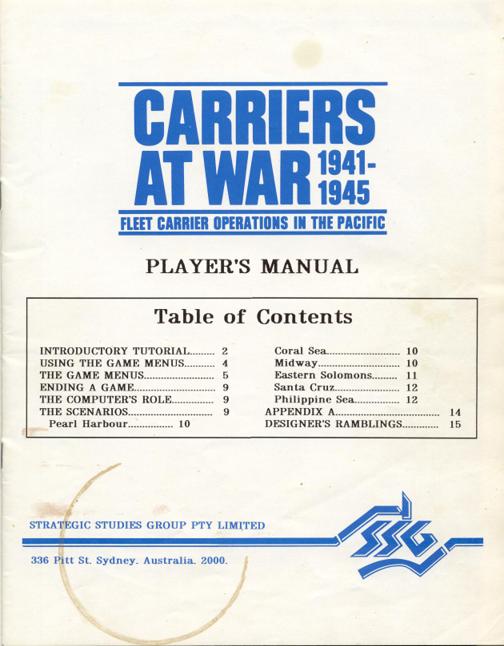 CARRIERS
AT WAR 1941-
1945
FLEET CARRIER OPERATIONS IN THE PACIFIC
PLAYER'S MANUAL
Table of Contents
INTRODUCTORY TUTORIAL......... 2
USING THE GAME MENUS........... 4
THE GAME MENUS......................... 5
ENDING A GAME............................ 9
THE COMPUTER'S ROLE............... 9
THE SCENARIOS.............................. 9
Pearl Harbour................ 10
Coral Sea.......................... 10
Midway............................. 10
Eastern Solomons......... 11
Santa Cruz........................ 12
Philippine Sea................. 12
APPENDIX A..................................... 14
DESIGNER'S RAMBLINGS............. 15
STRATEGIC STUDIES GROUP PTY LIMITED
SSG
336 Pitt St. Sydney. Australia. 2000.